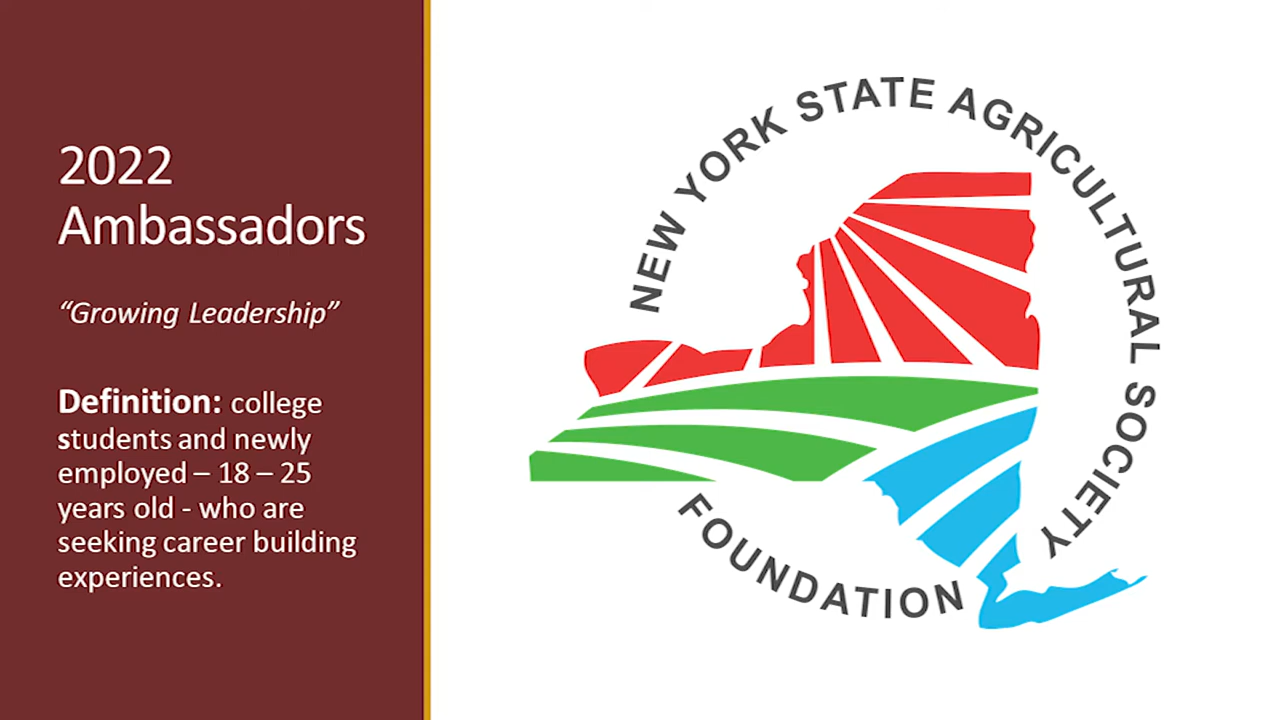 2022
Ambassadors
“Growing Leadership”
Definition: college
students and newly
employed – 18 – 25
years old - who are
seeking career building
experiences.
NEW YORK STATE AGRICULTURAL SOCIETY
FOUNDATION